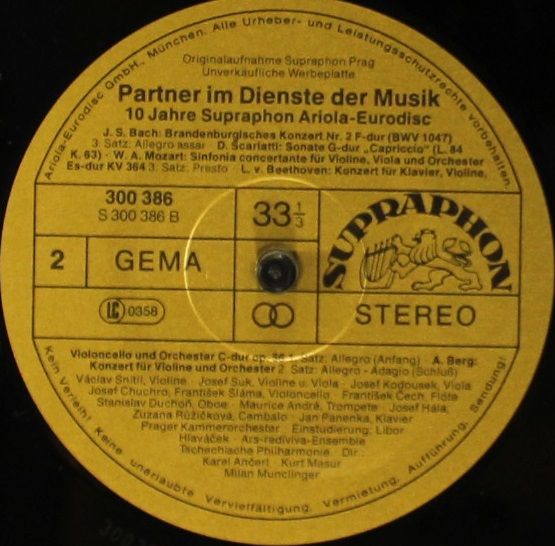 Ariola-Eurodisc GmbH., München. Alle Urheber- und Leistungsschutzrechte vorbehalten.
Originalaufnahme Supraphon Prag
Unverkäufliche Werbeplatte
Partner im Dienste der Musik
10 Jahre Supraphon Ariola-Eurodisc
J. S. Bach: Brandenburgisches Konzert Nr. 2 F-dur (BWV 1047)
3. Satz: Allegro assai · D. Scarlatti: Sonate G-dur „Capriccio“ (L. 84
K. 63) · W. A. Mozart: Sinfonia concertante für Violine, Viola und Orchester
Es-dur KV 364 3. Satz: Presto · L. v. Beethoven: Konzert für Klavier, Violine,
300 386
S 300 386 B
33 1/3
SUPRAPHON
2
GEMA
LC 0358
STEREO
Violoncello und Orchester C-dur op. 56 1. Satz: Allegro (Anfang) · A. Berg:
Konzert für Violine und Orchester 2. Satz: Allegro - Adagio (Schluß)
Václav Snítil, Violine · Josef Suk, Violine u. Viola · Josef Kodousek, Viola
Josef Chuchro, František Sláma, Violoncello · František Čech, Flöte
Stanislav Duchoň, Oboe · Maurice André, Trompete · Josef Hála,
Zuzana Růžičková, Cembalo · Jan Panenka, Klavier
Prager Kammerorchester · Einstudierung: Libor
Hlaváček · Ars-rediviva-Ensemble
Tschechische Philharmonie · Dir.:
Karel Ančerl · Kurt Masur
Milan Munclinger
Kein Verleih! Keine unerlaubte Vervielfältigung, Vermietung, Aufführung, Sendung!